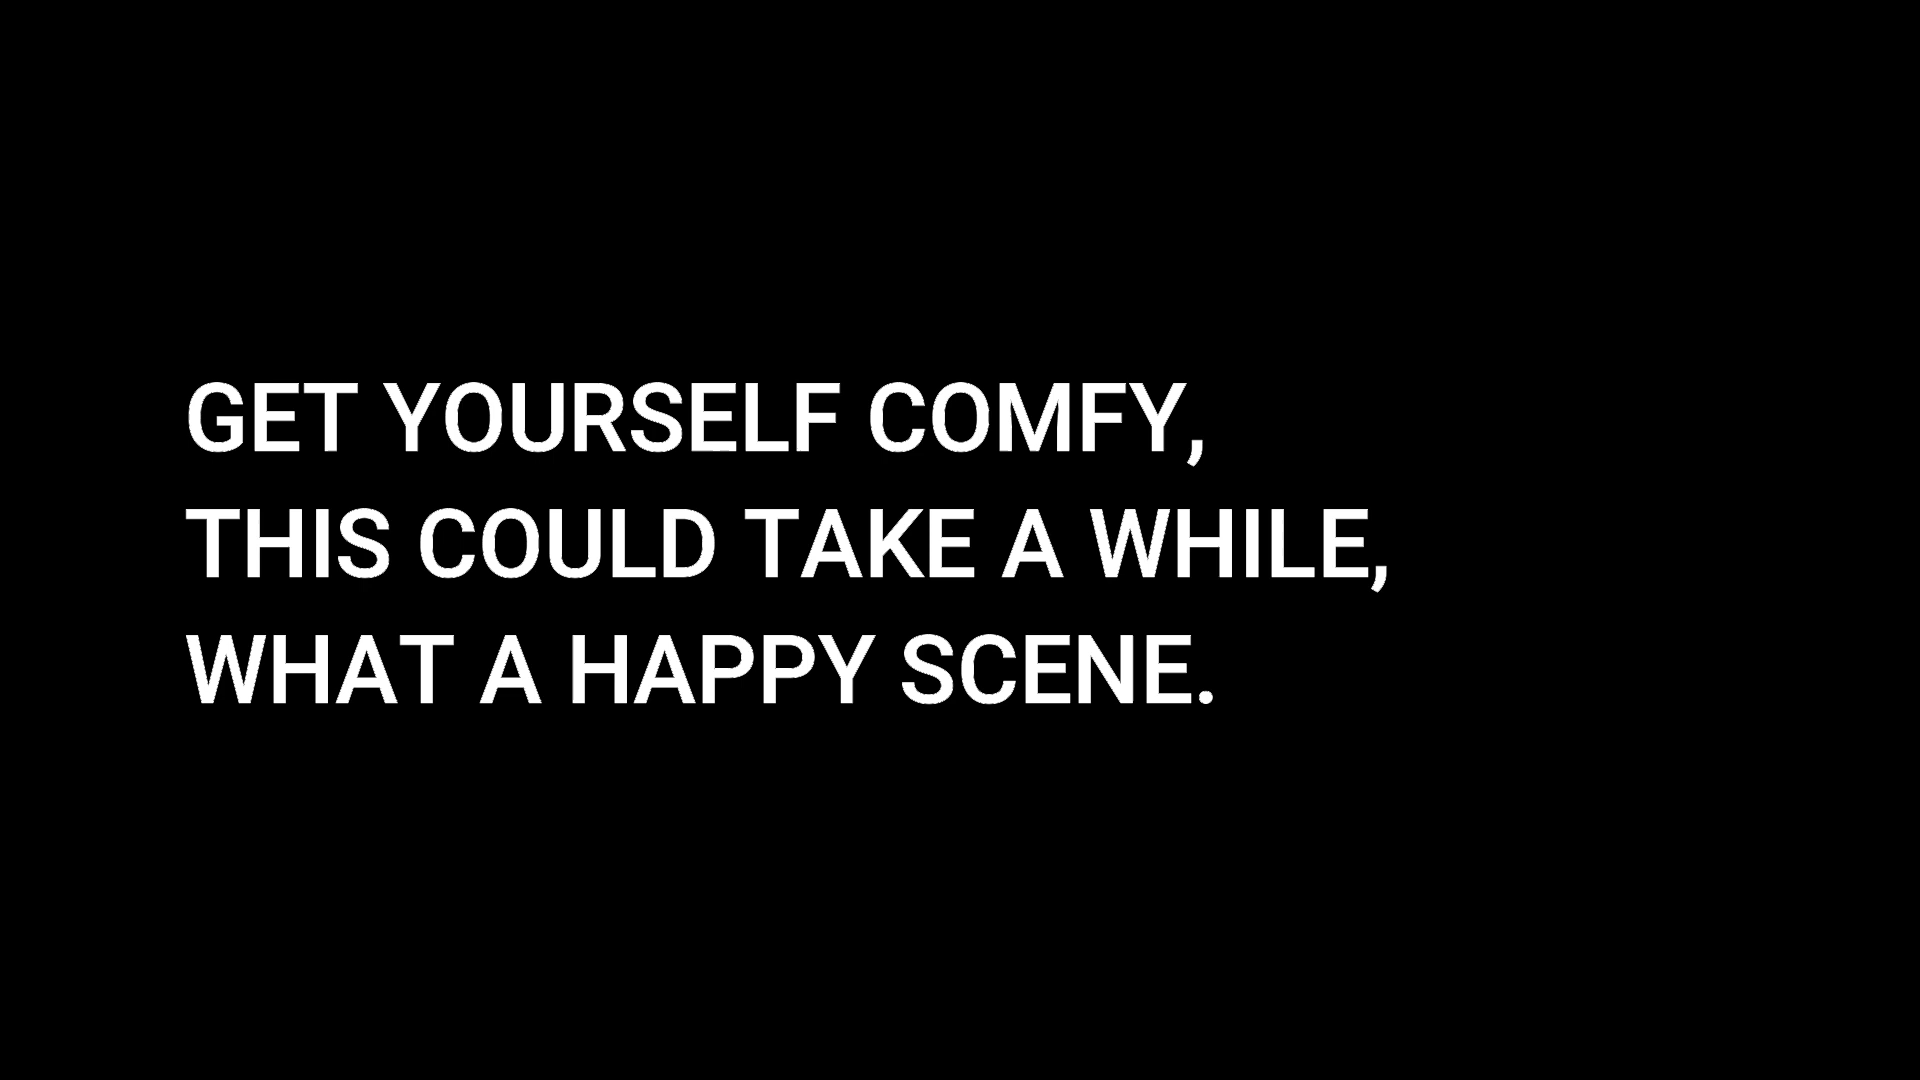 GET YOURSELF COMFY,
THIS COULD TAKE A WHILE,
WHAT A HAPPY SCENE.